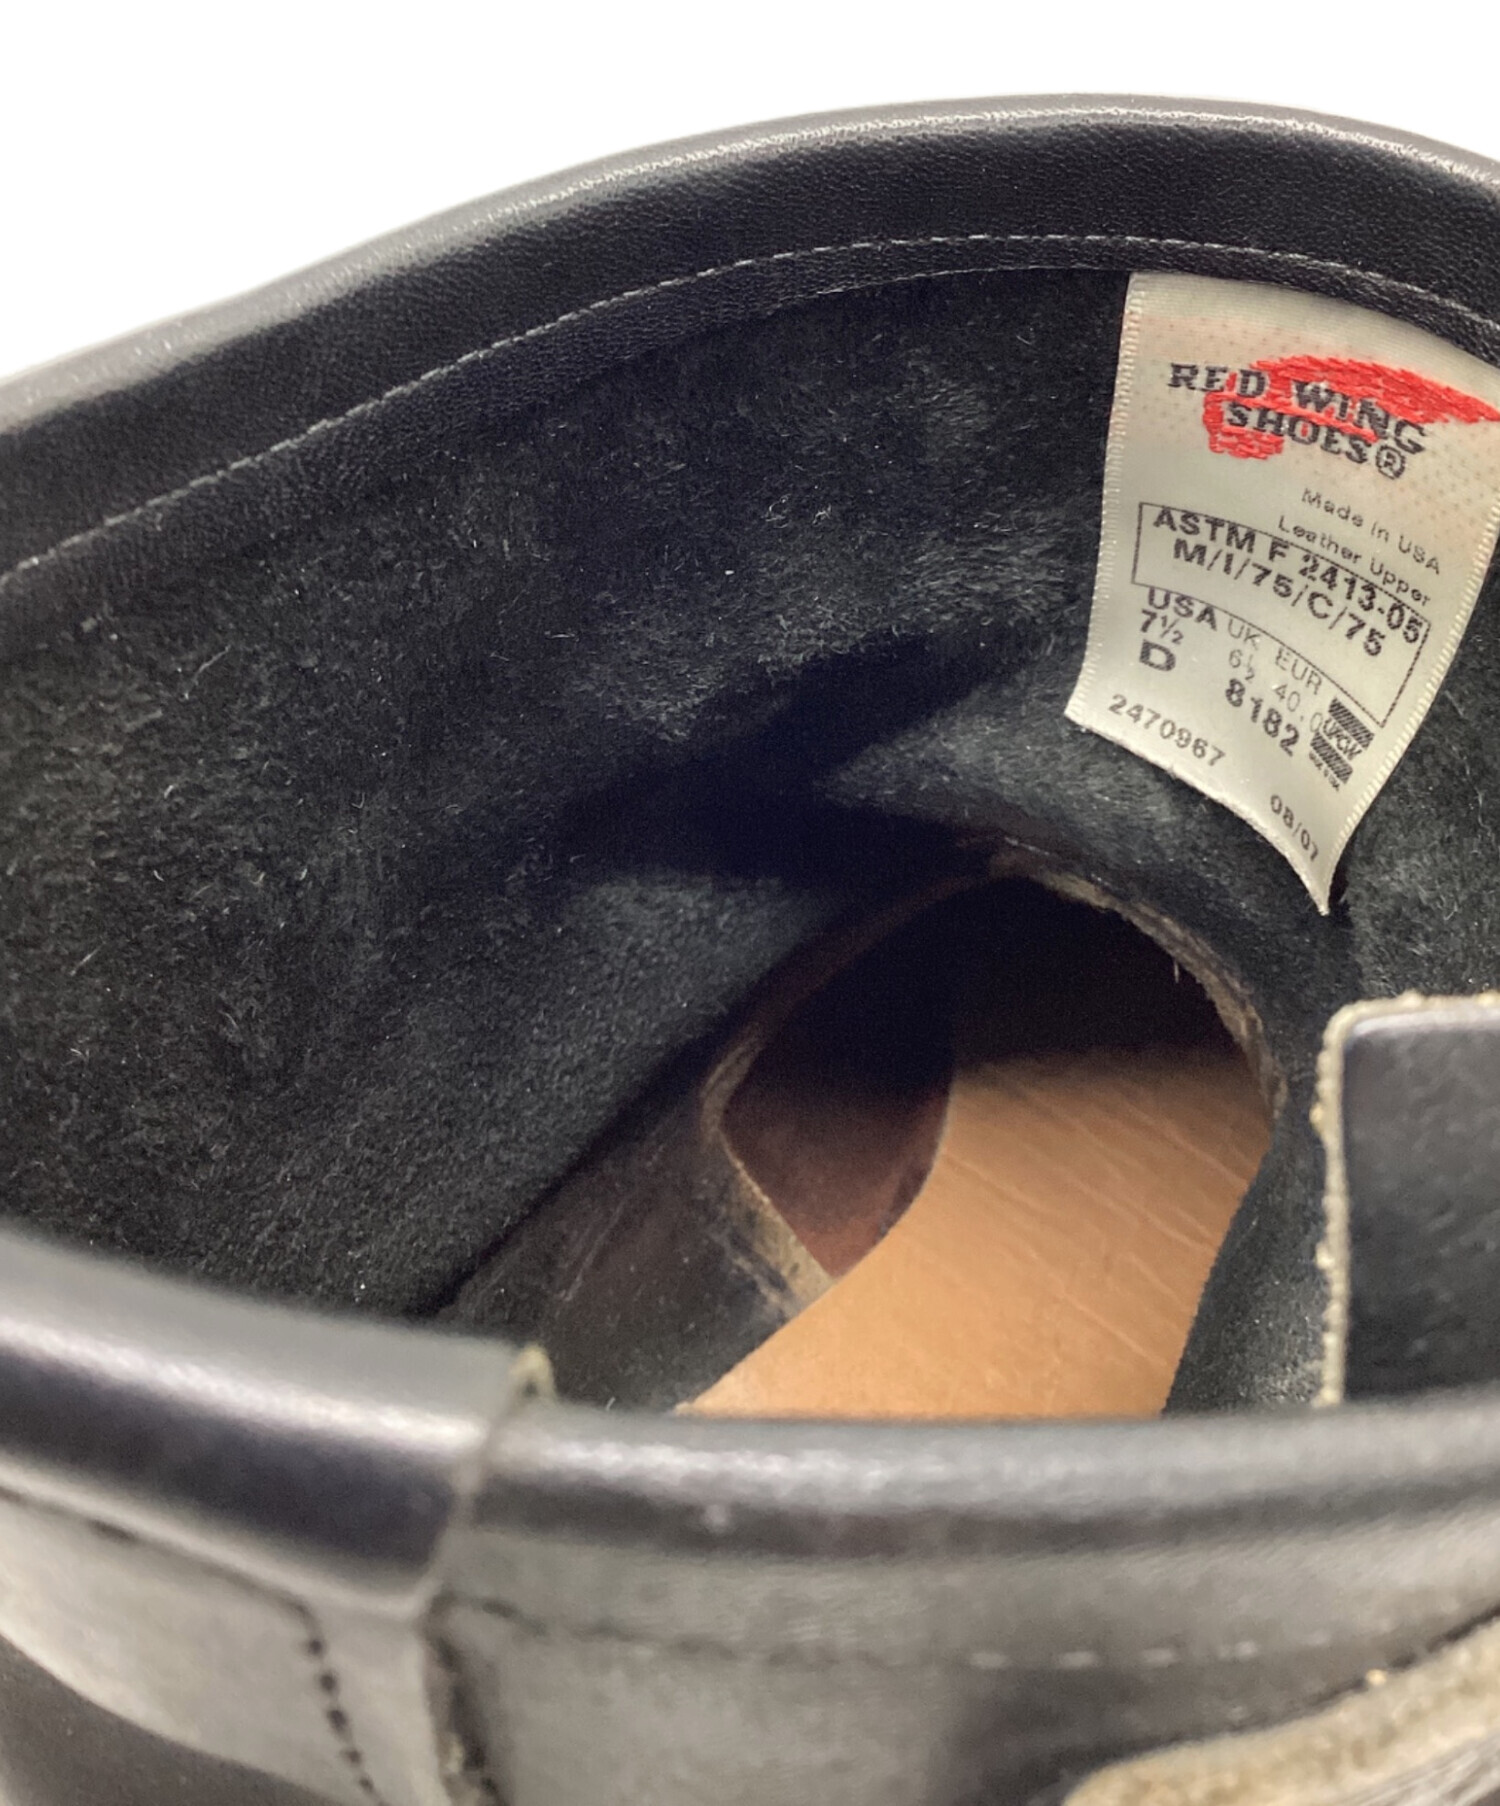 RED WING
SHOES®
Made in USA
Leather Upper
ASTM F 2413-05
M/I/75/C/75
USA UK EUR
7½ 6½ 40.0
D 8182
2470967
08/07